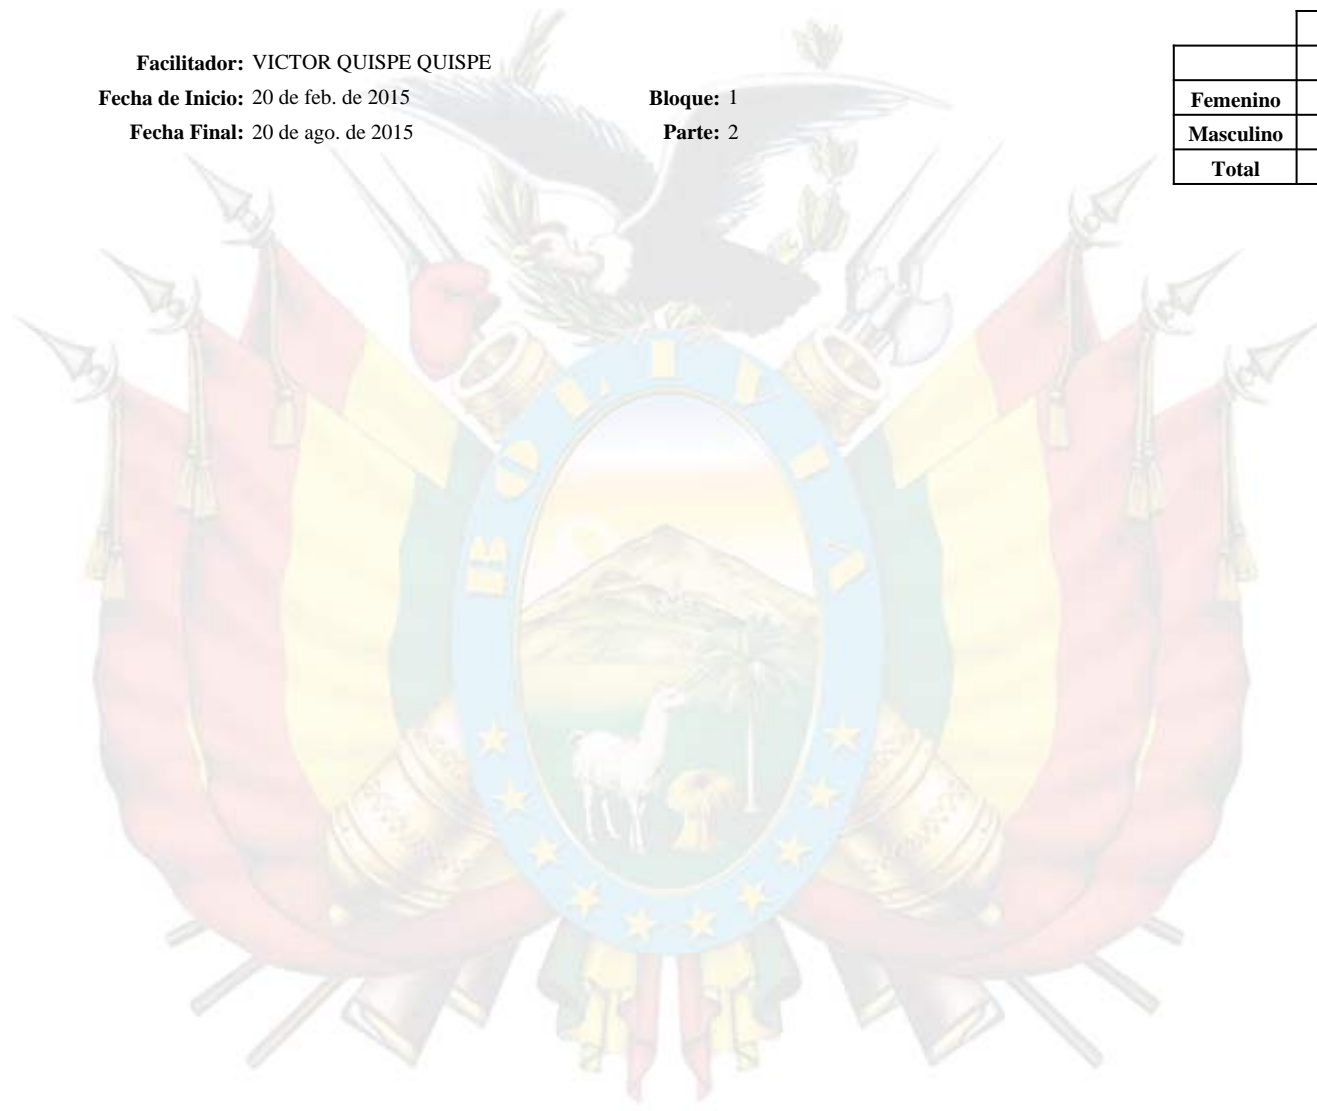 Facilitador: VICTOR QUISPE QUISPE
Fecha de Inicio: 20 de feb. de 2015 Bloque: 1
Fecha Final: 20 de ago. de 2015 Parte: 2
Femenino
Masculino
Total
BOLIVIA